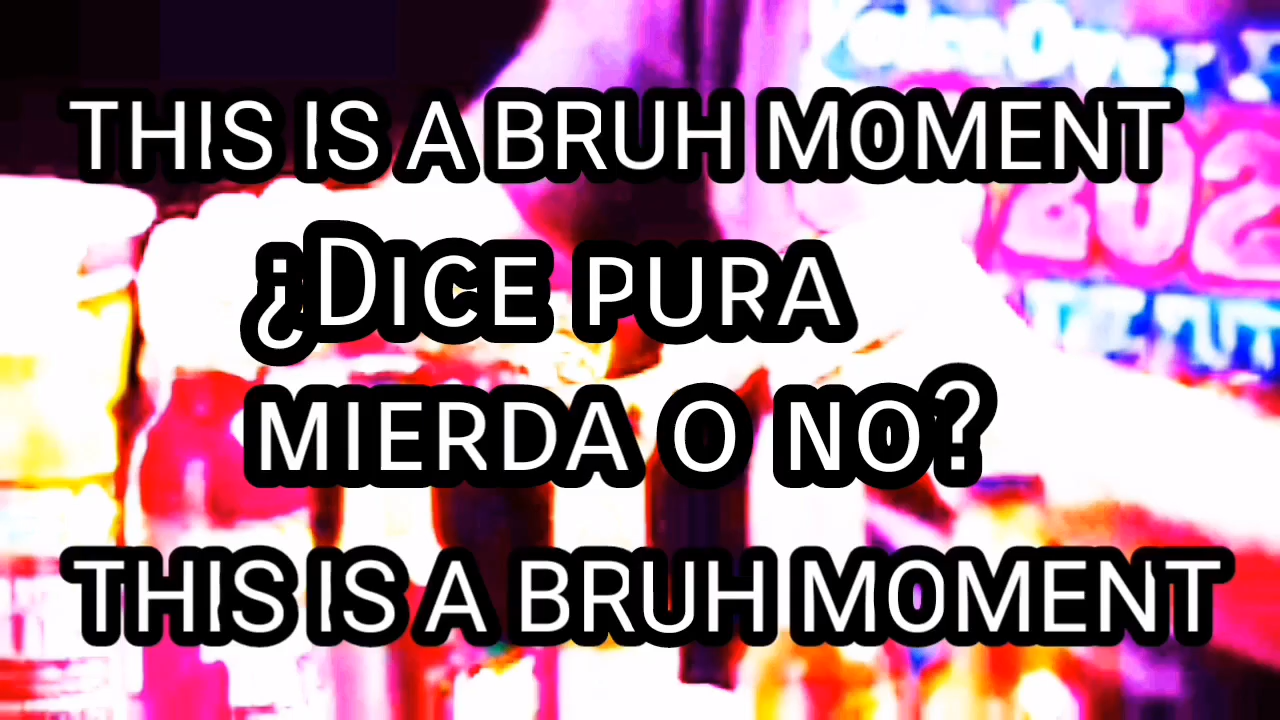 THIS IS A BRUH MOMENT
¿Dice pura
mierda o no?
THIS IS A BRUH MOMENT